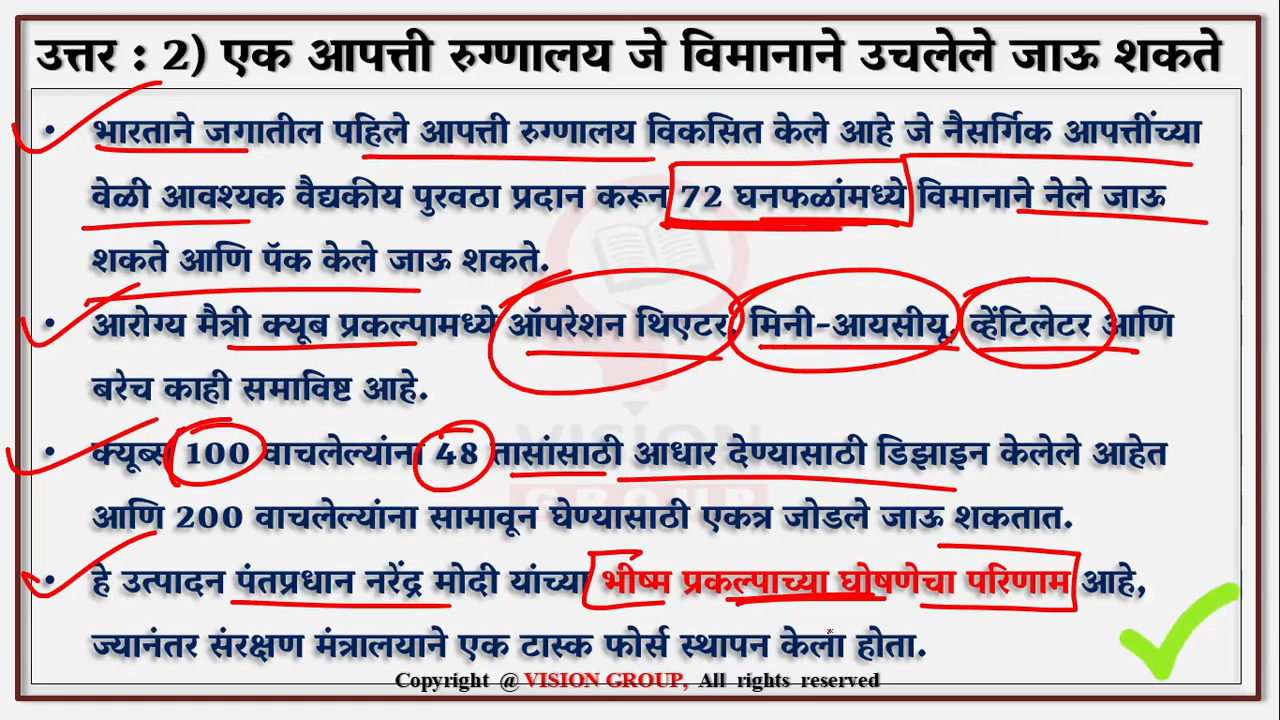 उत्तर : 2) एक आपत्ती रुग्णालय जे विमानाने उचलेले जाऊ शकते
• भारताने जगातील पहिले आपत्ती रुग्णालय विकसित केले आहे जे नैसर्गिक आपत्तींच्या
वेळी आवश्यक वैद्यकीय पुरवठा प्रदान करून 72 घनफळांमध्ये विमानाने नेले जाऊ
शकते आणि पॅक केले जाऊ शकते.
• आरोग्य मैत्री क्यूब प्रकल्पामध्ये ऑपरेशन थिएटर, मिनी-आयसीयू, व्हेंटिलेटर आणि
बरेच काही समाविष्ट आहे.
• क्यूब्स 100 वाचलेल्यांना 48 तासांसाठी आधार देण्यासाठी डिझाइन केलेले आहेत
आणि 200 वाचलेल्यांना सामावून घेण्यासाठी एकत्र जोडले जाऊ शकतात.
• हे उत्पादन पंतप्रधान नरेंद्र मोदी यांच्या भीष्म प्रकल्पाच्या घोषणेचा परिणाम आहे,
ज्यानंतर संरक्षण मंत्रालयाने एक टास्क फोर्स स्थापन केला होता.
VISION
GROUP
Copyright @ VISION GROUP, All rights reserved